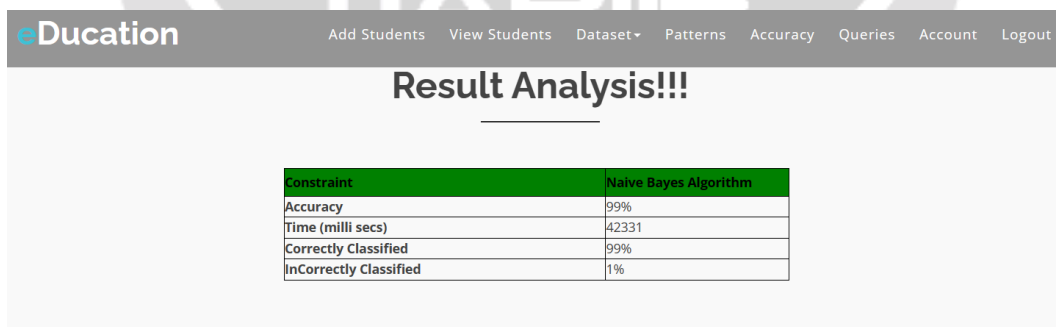 eDucation Add Students View Students Dataset Patterns Accuracy Queries Account Logout
Result Analysis!!!
Constraint Naive Bayes Algorithm
Accuracy 99%
Time (milli secs) 42331
Correctly Classified 99%
InCorrectly Classified 1%